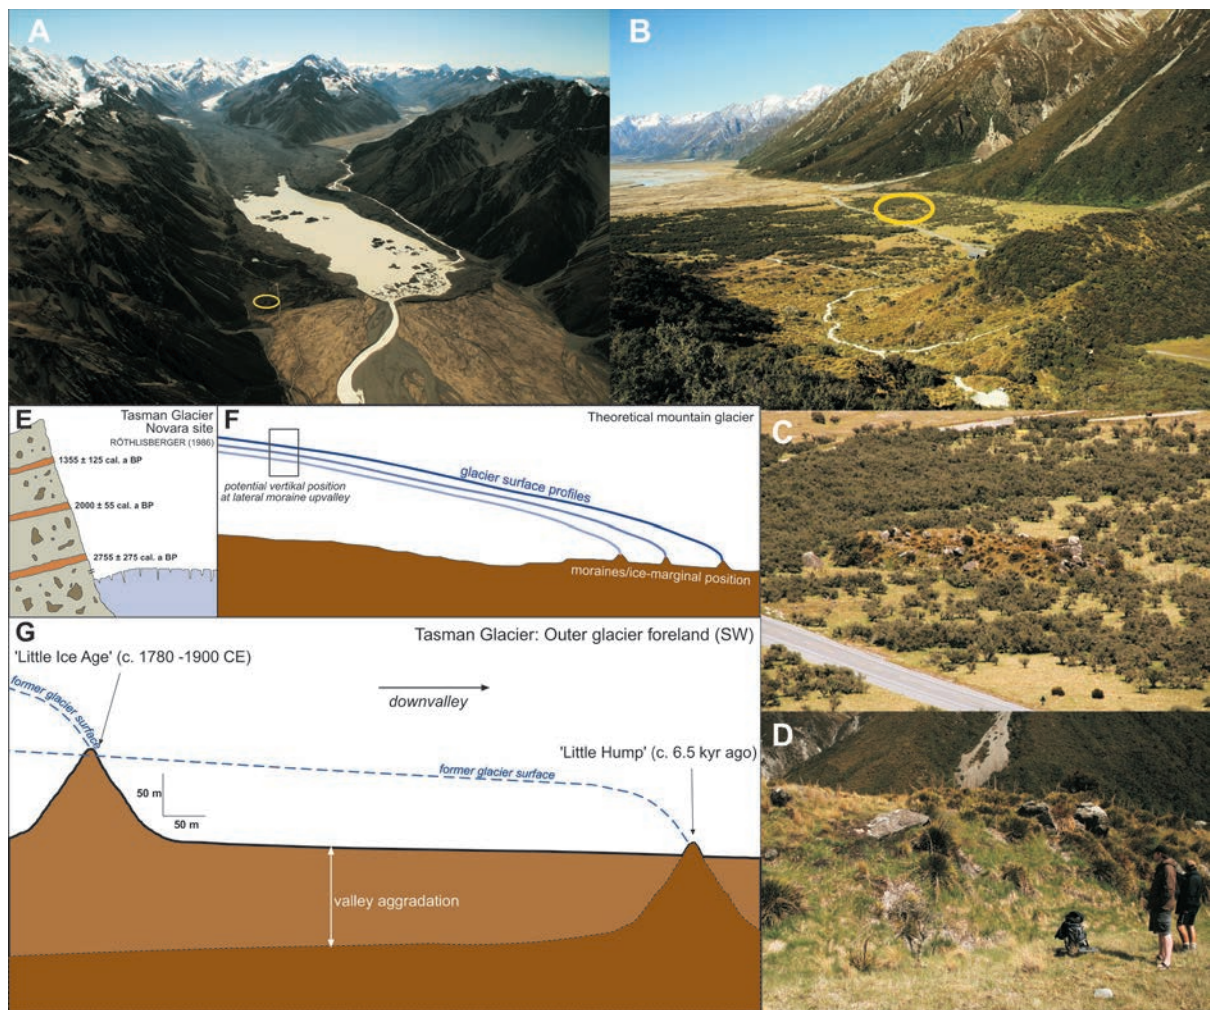 A
B
E
Tasman Glacier
Novara site
RÖTHLISBERGER (1986)
1355 ± 125 cal. a BP
2000 ± 55 cal. a BP
2755 ± 275 cal. a BP
F
Theoretical mountain glacier
potential vertikal position
at lateral moraine upvalley
glacier surface profiles
moraines/ice-marginal position
C
G
Tasman Glacier: Outer glacier foreland (SW)
'Little Ice Age' (c. 1780 -1900 CE)
downvalley
former glacier surface
former glacier surface
'Little Hump' (c. 6.5 kyr ago)
50 m
50 m
valley aggradation
D